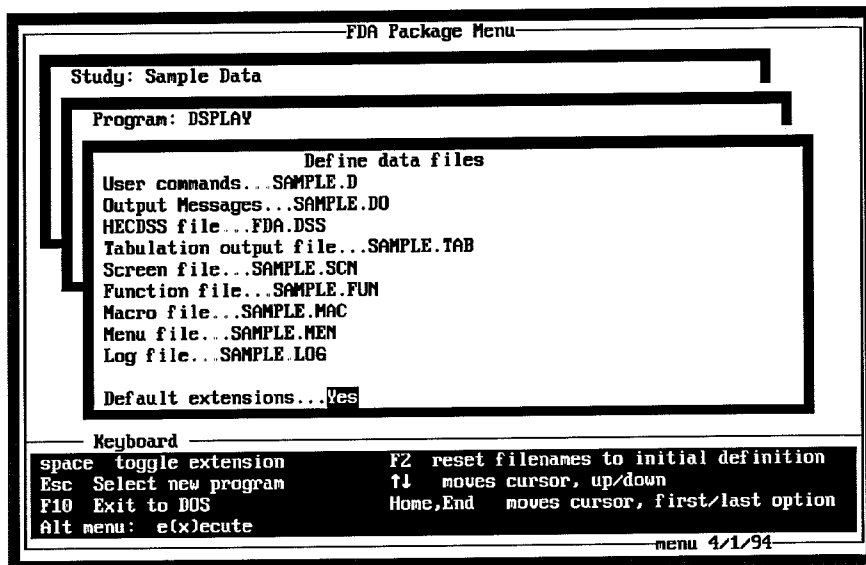 FDA Package Menu
Study: Sample Data
Program: DSPLAY
Define data files
User commands...SAMPLE.D
Output Messages...SAMPLE.DO
HECDSS file...FDA.DSS
Tabulation output file...SAMPLE.TAB
Screen file...SAMPLE.SCN
Function file...SAMPLE.FUN
Macro file...SAMPLE.MAC
Menu file...SAMPLE.MEN
Log file...SAMPLE.LOG
Default extensions...Yes
Keyboard
space toggle extension F2 reset filenames to initial definition
Esc Select new program ↑↓ moves cursor, up/down
F10 Exit to DOS Home,End moves cursor, first/last option
Alt menu: e(x)ecute
menu 4/1/94